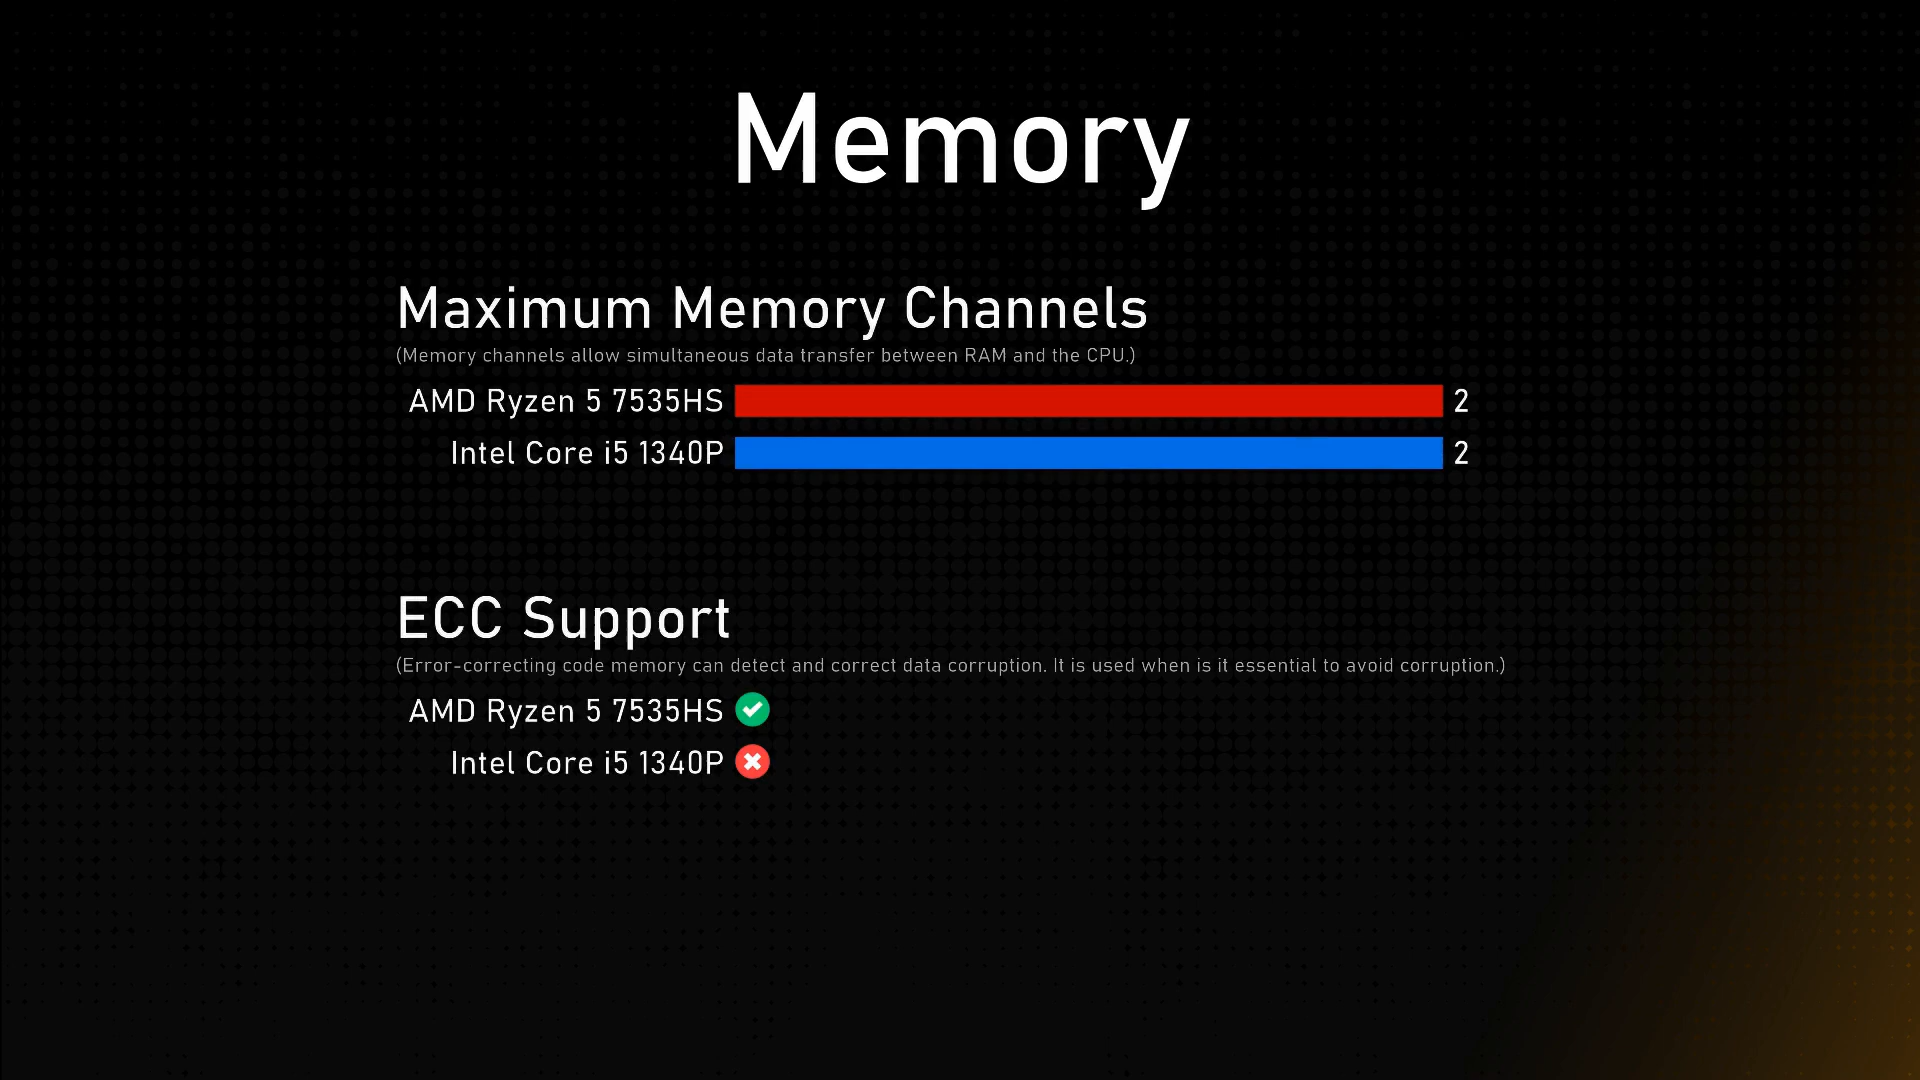 Memory
Maximum Memory Channels
(Memory channels allow simultaneous data transfer between RAM and the CPU.)
AMD Ryzen 5 7535HS 2
Intel Core i5 1340P 2
ECC Support
(Error-correcting code memory can detect and correct data corruption. It is used when is it essential to avoid corruption.)
AMD Ryzen 5 7535HS
Intel Core i5 1340P